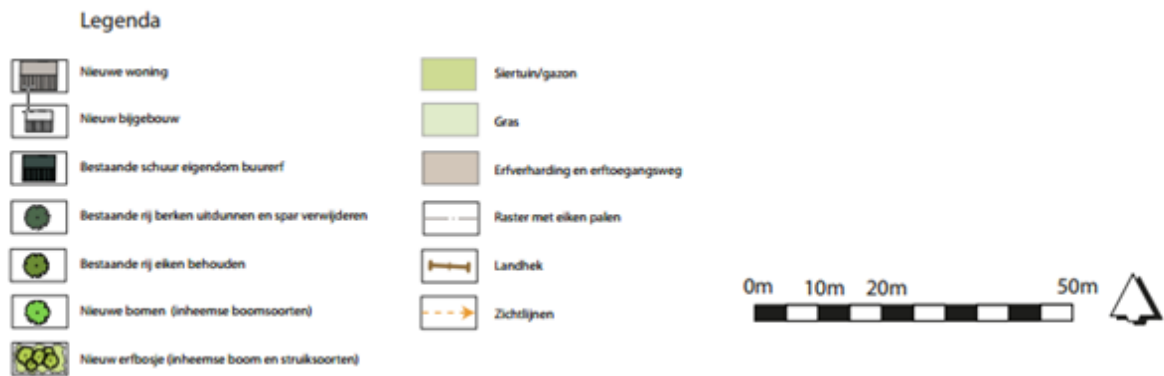 Legenda
Nieuwe woning
Nieuw bijgebouw
Bestaande schuur eigendom buurerf
Bestaande rij berken uitdunnen en spar verwijderen
Bestaande rij eiken behouden
Nieuwe bomen (inheemse boomsoorten)
Nieuw erfbosje (inheemse boom en struiksoorten)
Siertuin/gazon
Gras
Erfverharding en erftoegangsweg
Raster met eiken palen
Landhek
Zichtlijnen
0m 10m 20m 50m